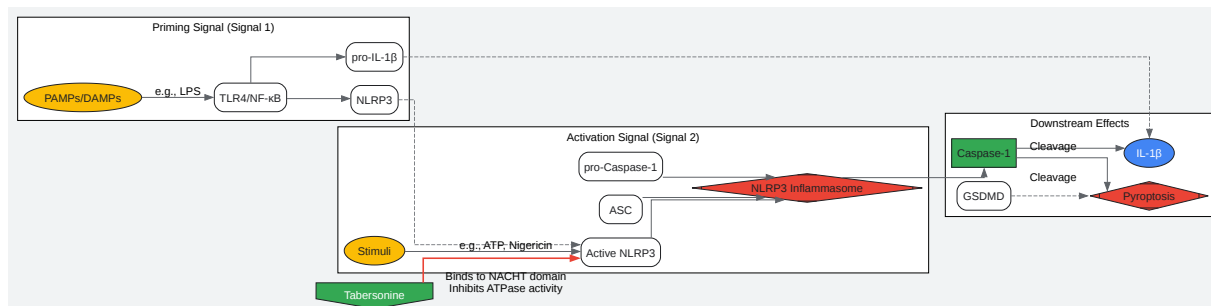 Priming Signal (Signal 1)
pro-IL-1β
PAMPs/DAMPs
e.g., LPS
TLR4/NF-κB
NLRP3
Activation Signal (Signal 2)
pro-Caspase-1
NLRP3 Inflammasome
ASC
Stimuli
e.g., ATP, Nigericin
Active NLRP3
Binds to NACHT domain
Inhibits ATPase activity
Tabersonine
Downstream Effects
Caspase-1
Cleavage
IL-1β
Cleavage
GSDMD
Pyroptosis